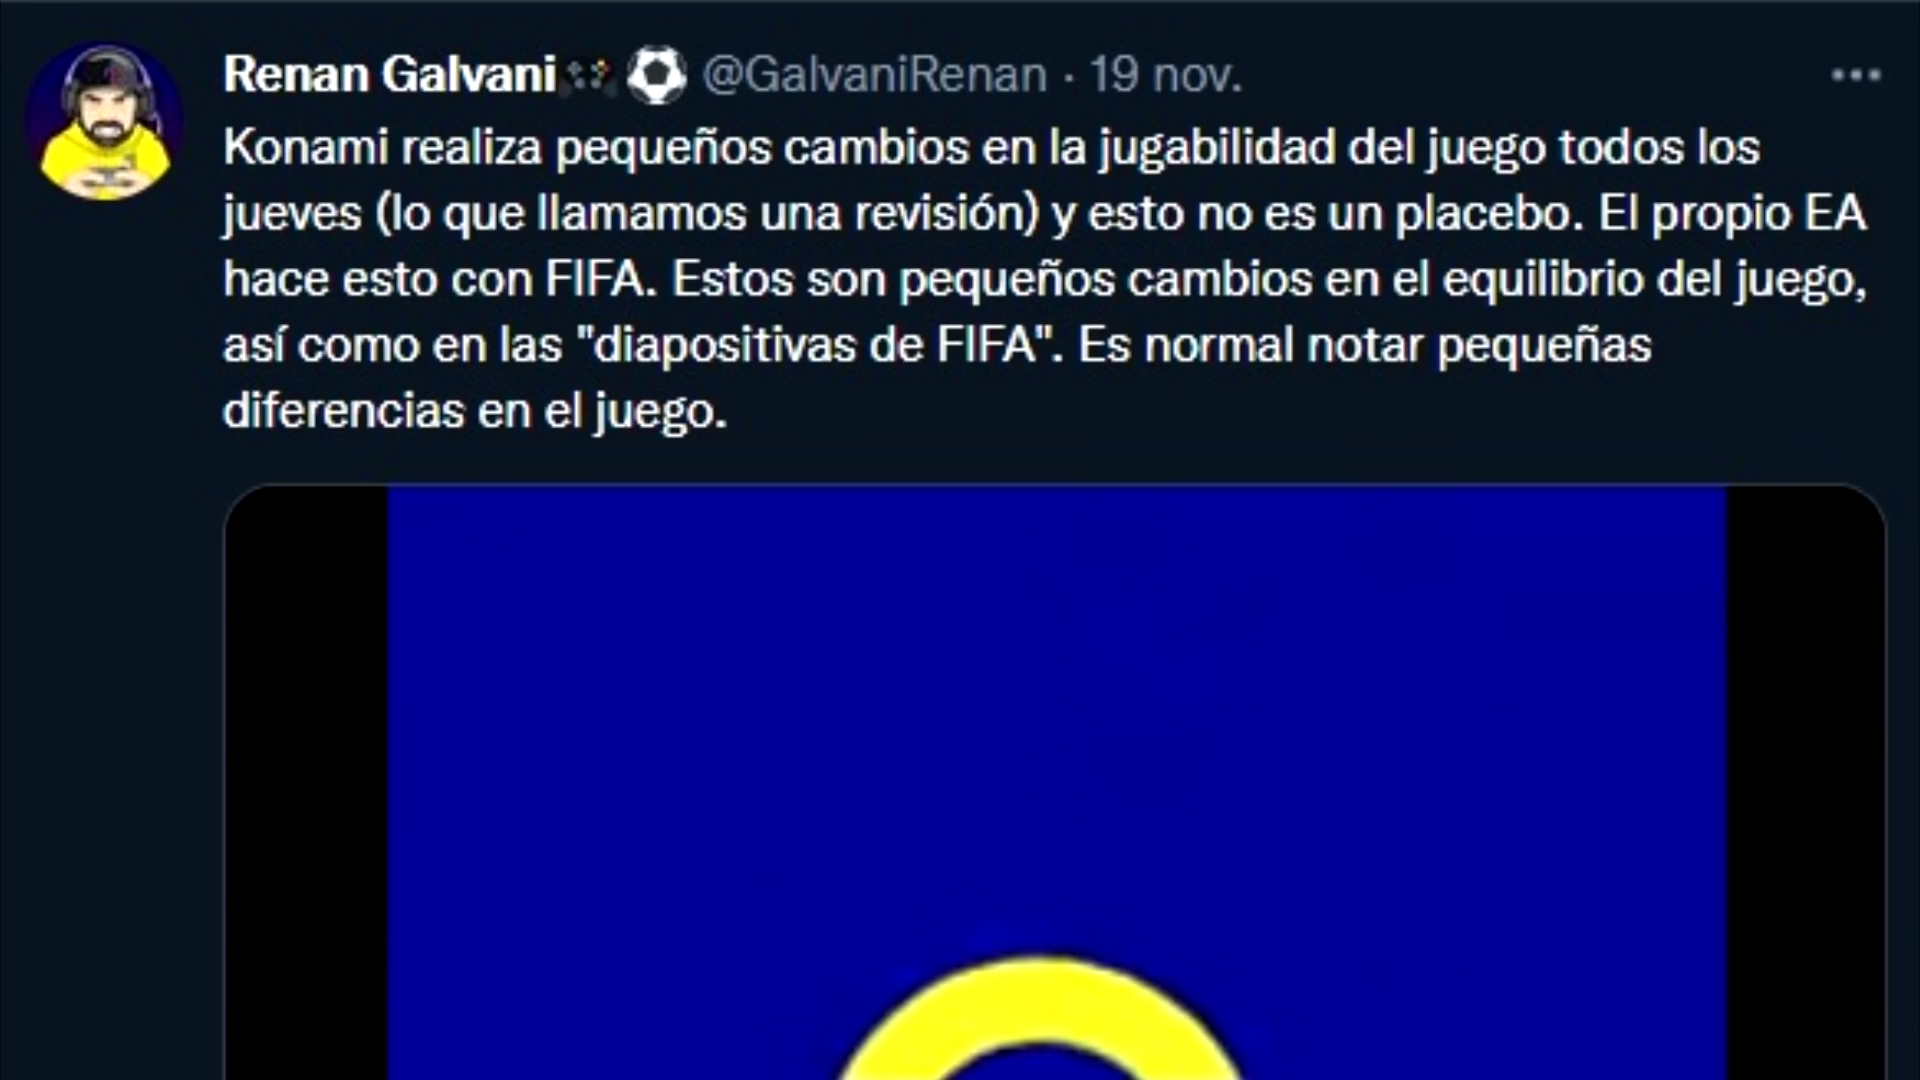 Renan Galvani🎮⚽ @GalvaniRenan · 19 nov.
Konami realiza pequeños cambios en la jugabilidad del juego todos los
jueves (lo que llamamos una revisión) y esto no es un placebo. El propio EA
hace esto con FIFA. Estos son pequeños cambios en el equilibrio del juego,
así como en las "diapositivas de FIFA". Es normal notar pequeñas
diferencias en el juego.